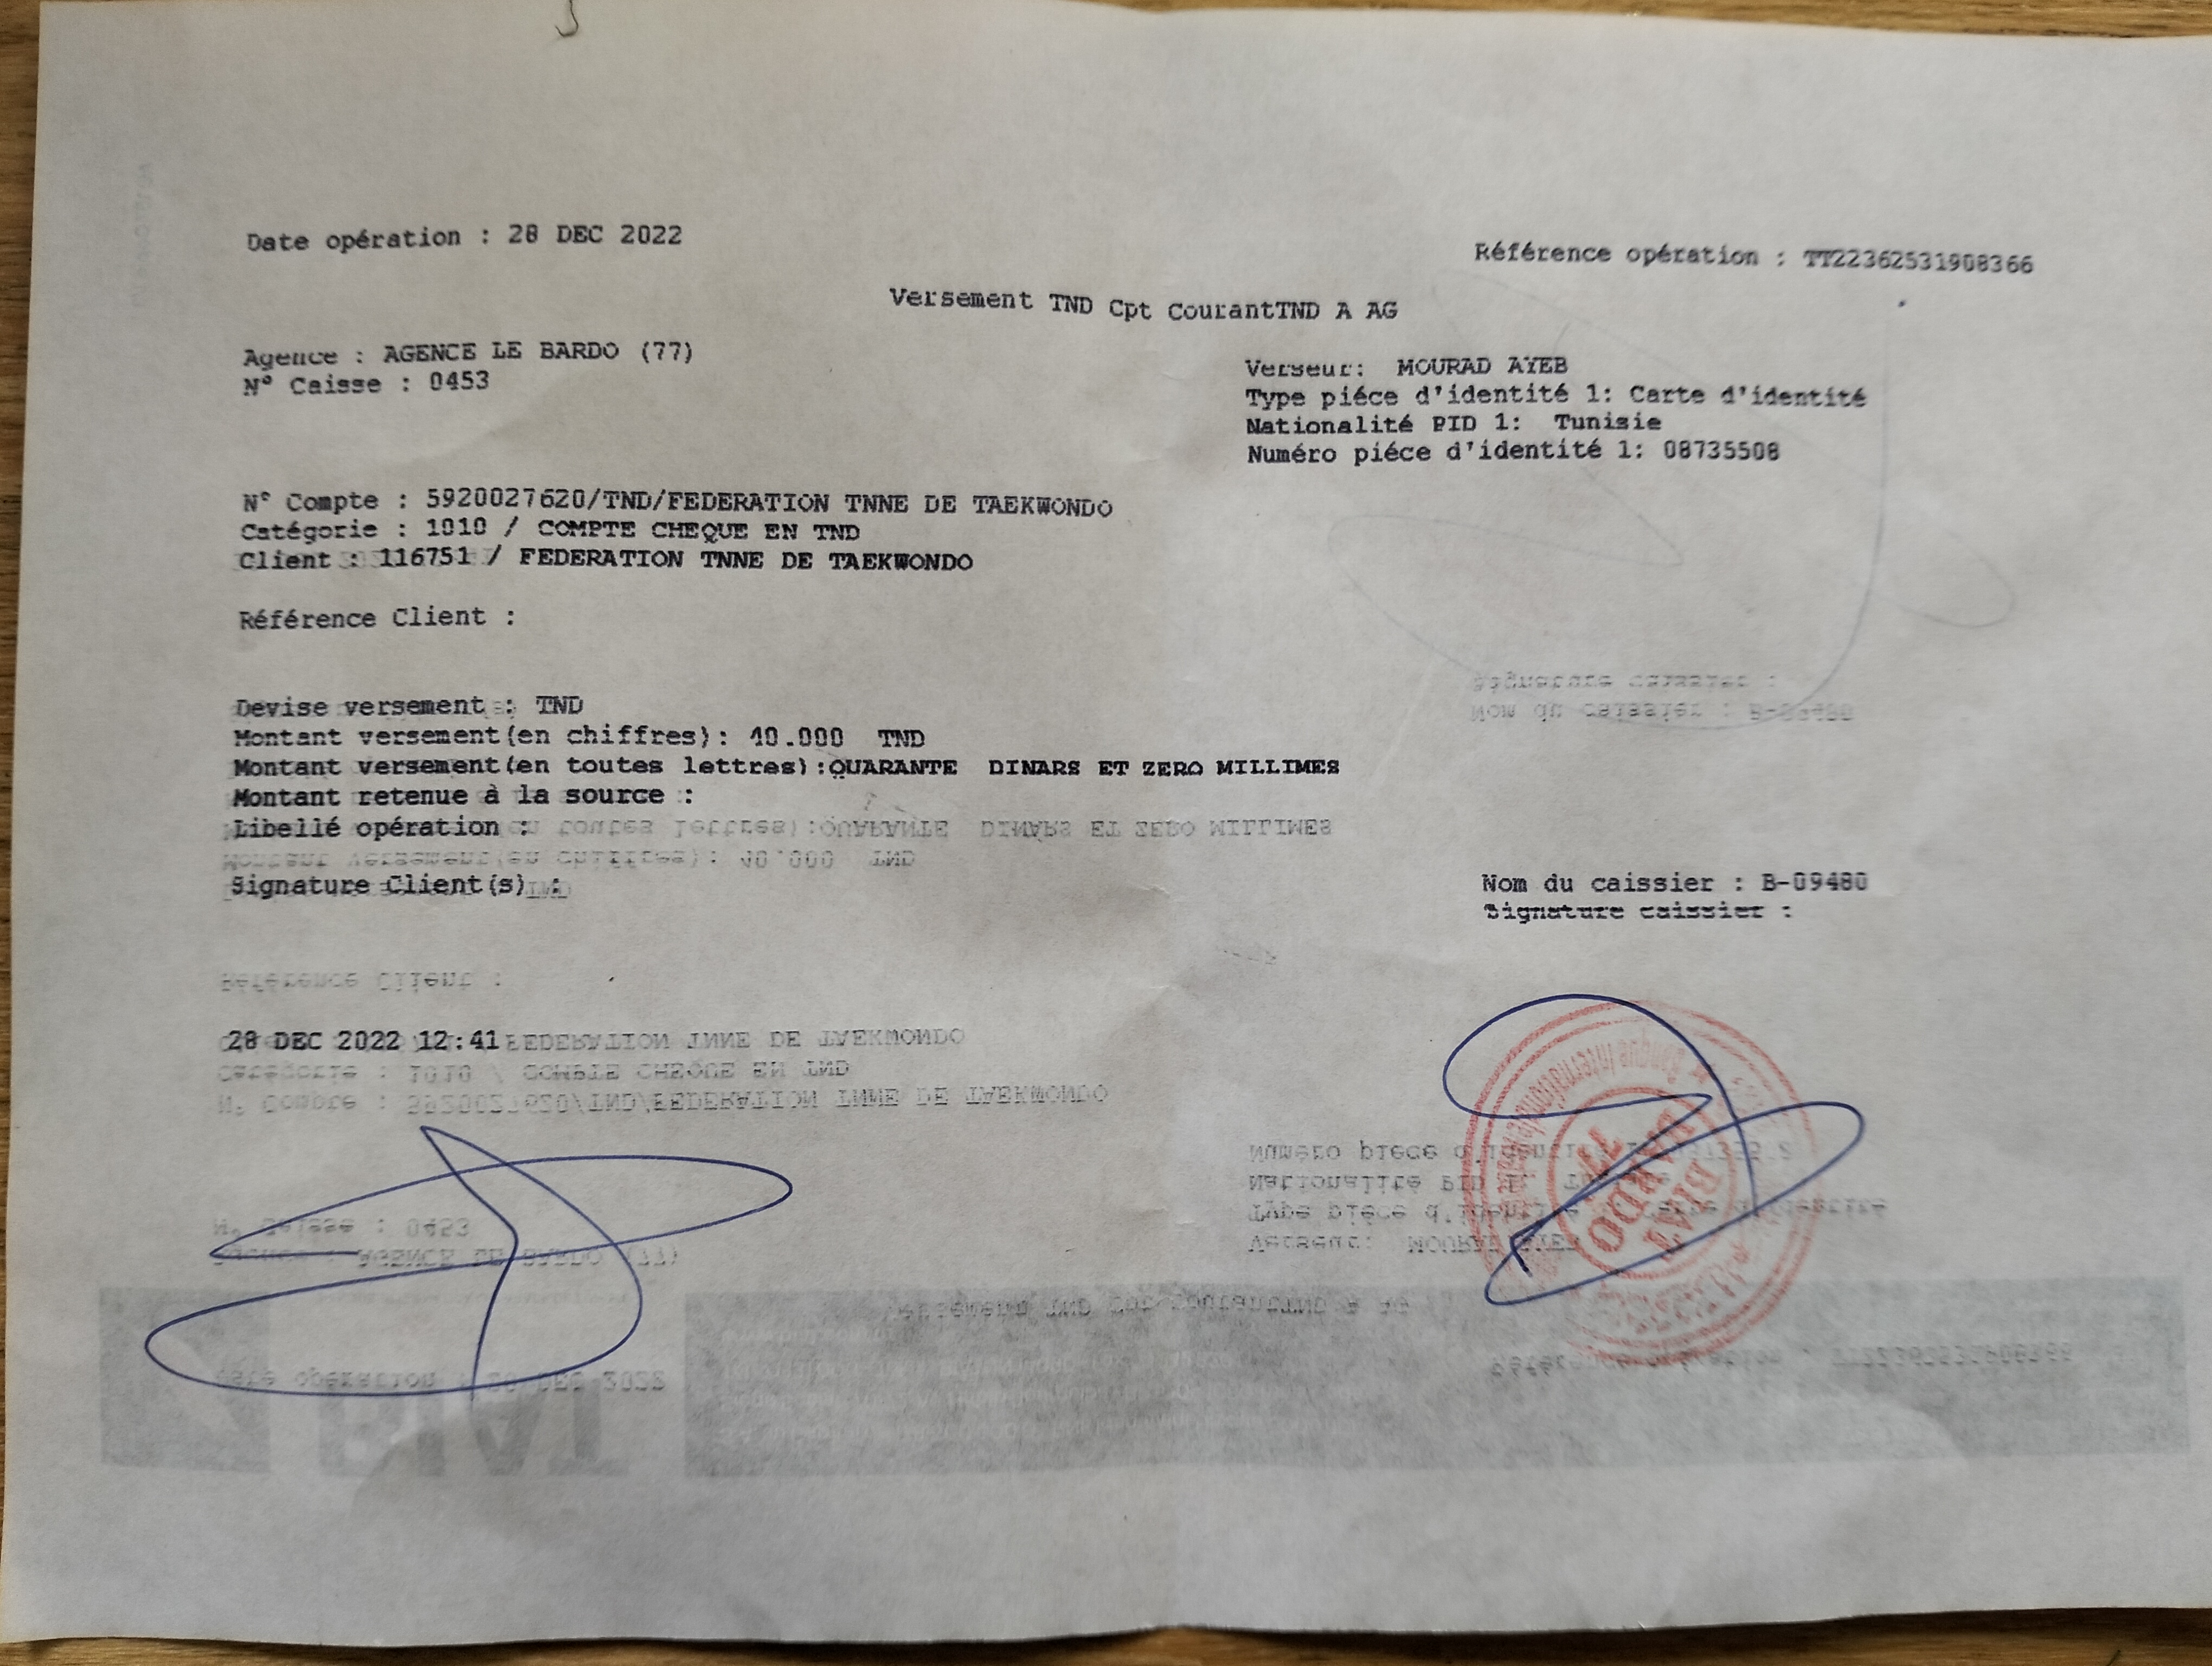 Date opération : 28 DEC 2022
Référence opération : TT22362531908366
Versement TND Cpt CourantTND A AG
Agence : AGENCE LE BARDO (77)
N° Caisse : 0453
Verseur: MOURAD AYEB
Type piéce d'identité 1: Carte d'identité
Nationalité PID 1: Tunisie
Numéro piéce d'identité 1: 08735508
N° Compte : 5920027620/TND/FEDERATION TNNE DE TAEKWONDO
Catégorie : 1010 / COMPTE CHEQUE EN TND
Client : 116751 / FEDERATION TNNE DE TAEKWONDO
Référence Client :
Devise versement : TND
Montant versement(en chiffres): 40.000 TND
Montant versement(en toutes lettres):QUARANTE DINARS ET ZERO MILLIMES
Montant retenue à la source :
Libellé opération :
Signature Client(s) :
Nom du caissier : B-09480
Signature caissier :
28 DEC 2022 12:41
BIAT
BARDO
77